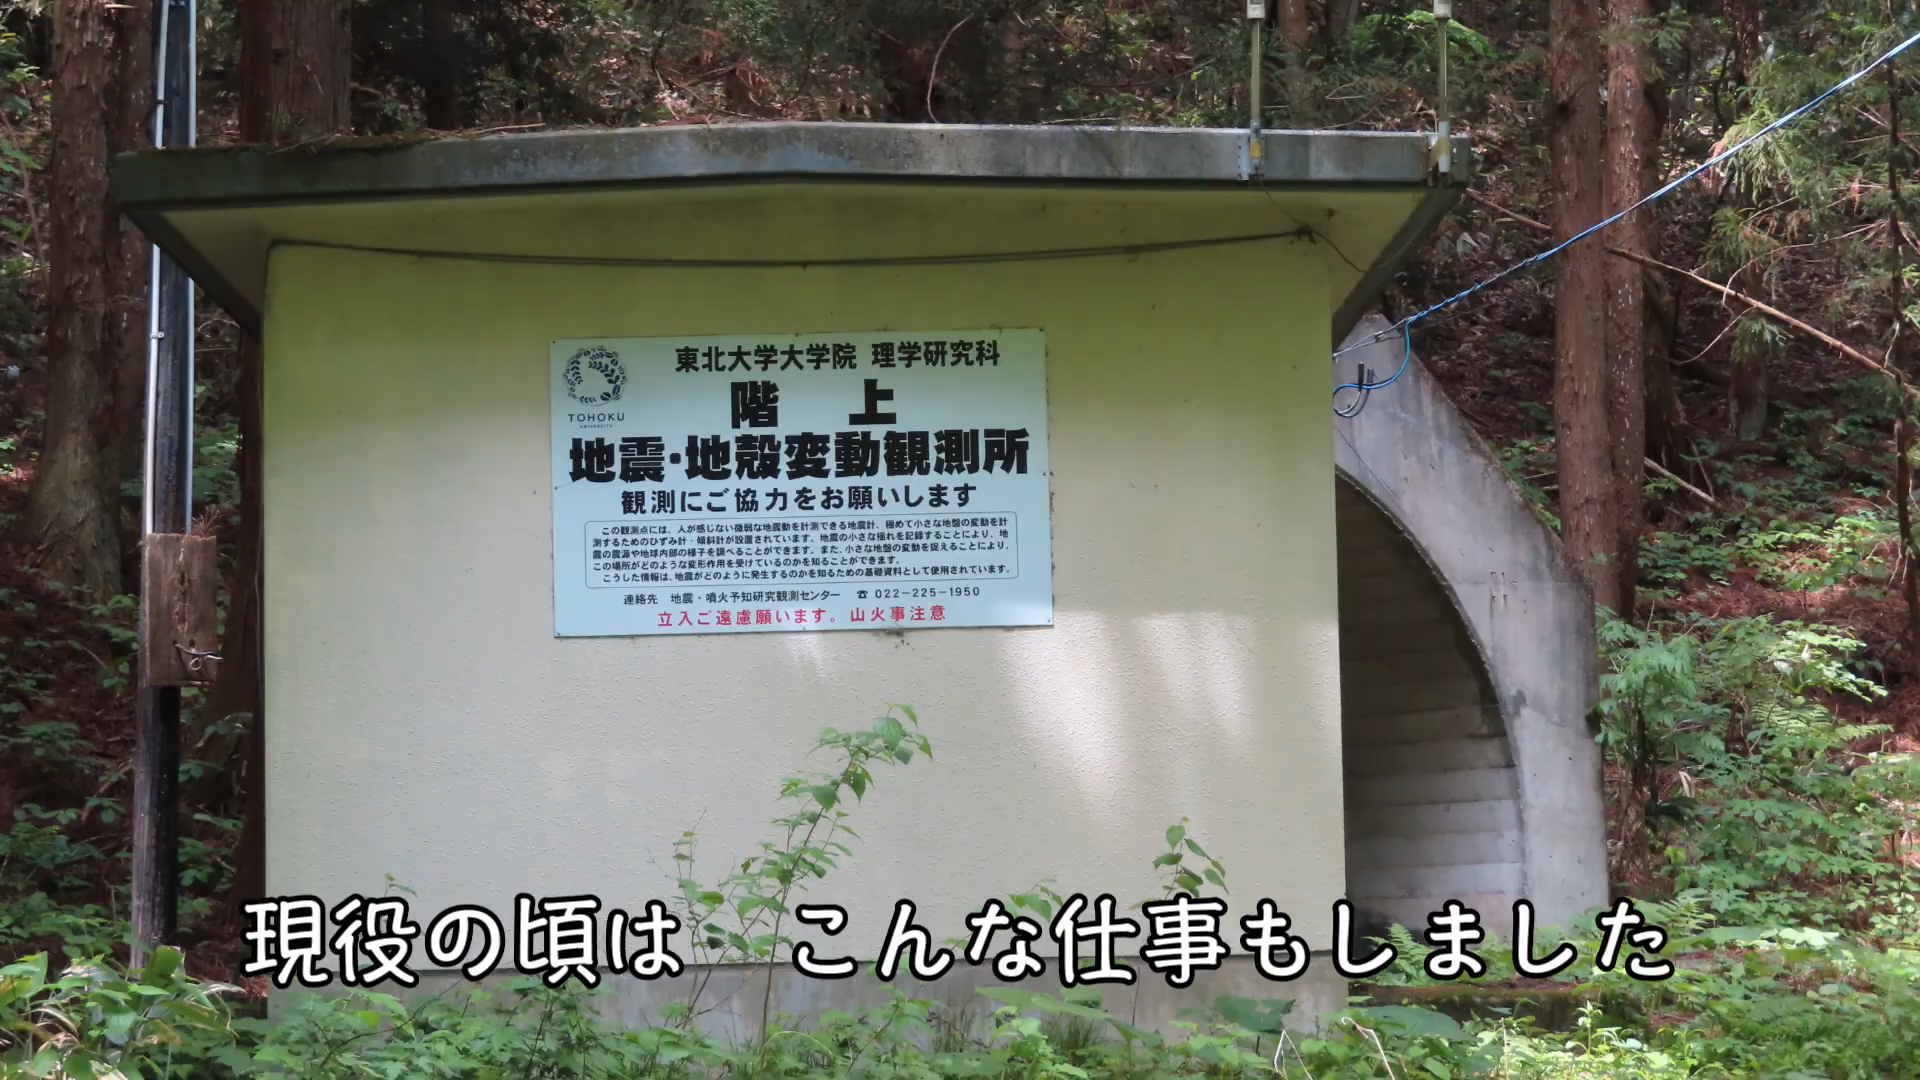 東北大学大学院 理学研究科
TOHOKU
UNIVERSITY
階 上
地震・地殻変動観測所
観測にご協力をお願いします
この観測点には、人が感じない微弱な地震動を計測できる地震計、極めて小さな地盤の変動を計
測するためのひずみ計・傾斜計が設置されています。地震の小さな揺れを記録することにより、地
震の震源や地球内部の様子を調べることができます。また、小さな地盤の変動を捉えることにより、
この場所がどのような変形作用を受けているのかを知ることができます。
こうした情報は、地震がどのように発生するのかを知るための基礎資料として使用されています。
連絡先 地震・噴火予知研究観測センター ☎ 022-225-1950
立入ご遠慮願います。山火事注意
現役の頃は こんな仕事もしました